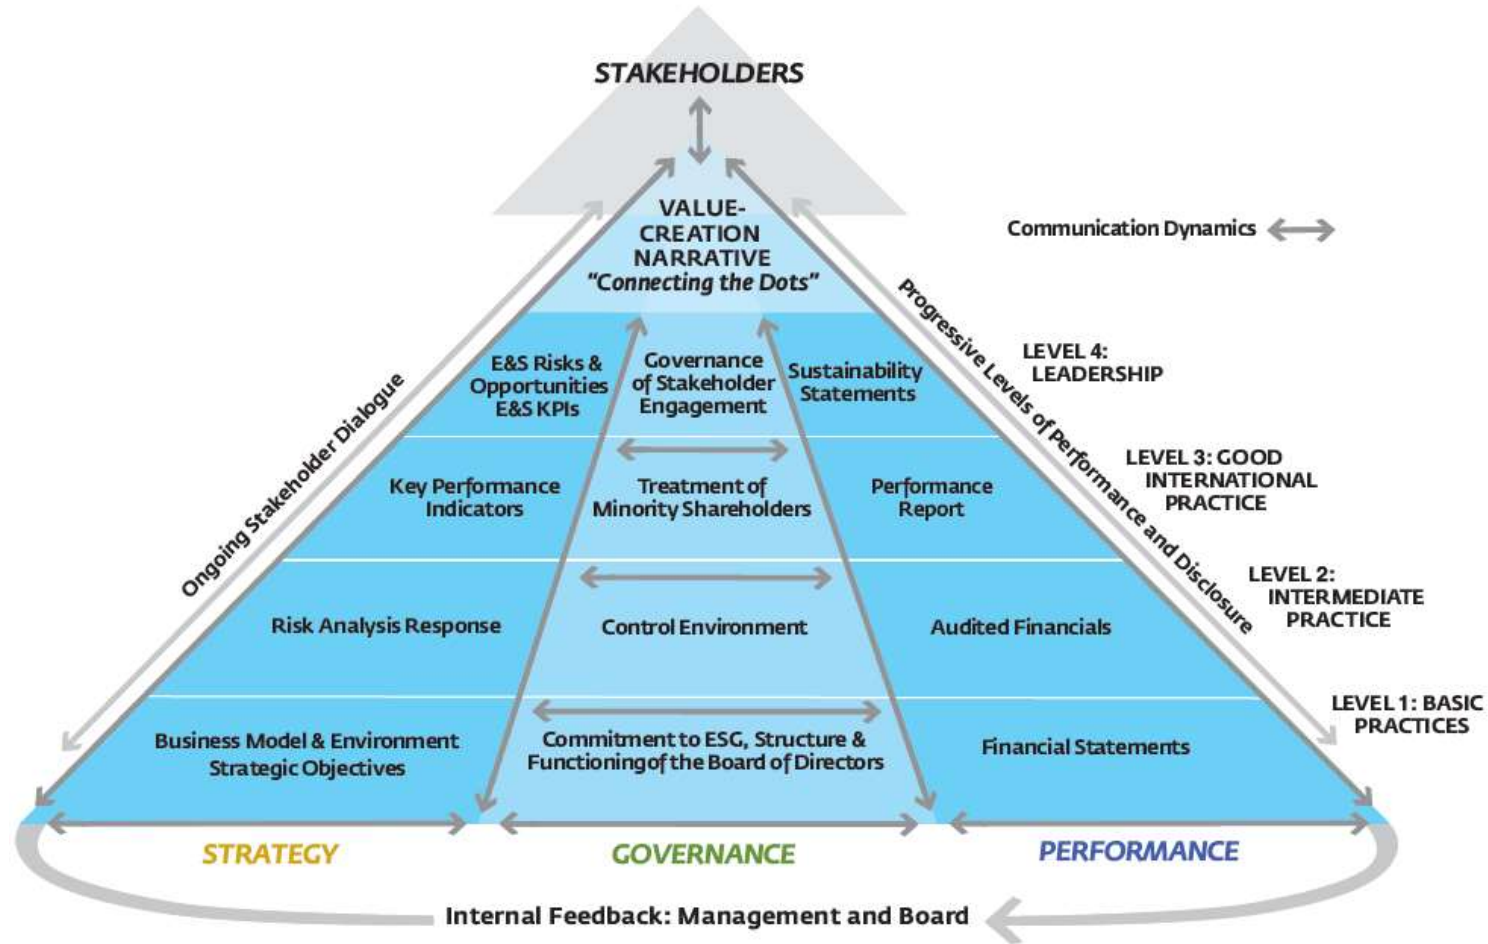 STAKEHOLDERS
VALUE-
CREATION
NARRATIVE
"Connecting the Dots"
Communication Dynamics
Ongoing Stakeholder Dialogue
Progressive Levels of Performance and Disclosure
E&S Risks &
Opportunities
E&S KPIs
Governance
of Stakeholder
Engagement
Sustainability
Statements
LEVEL 4:
LEADERSHIP
Key Performance
Indicators
Treatment of
Minority Shareholders
Performance
Report
LEVEL 3: GOOD
INTERNATIONAL
PRACTICE
Risk Analysis Response
Control Environment
Audited Financials
LEVEL 2:
INTERMEDIATE
PRACTICE
Business Model & Environment
Strategic Objectives
Commitment to ESG, Structure &
Functioning of the Board of Directors
Financial Statements
LEVEL 1: BASIC
PRACTICES
STRATEGY
GOVERNANCE
PERFORMANCE
Internal Feedback: Management and Board